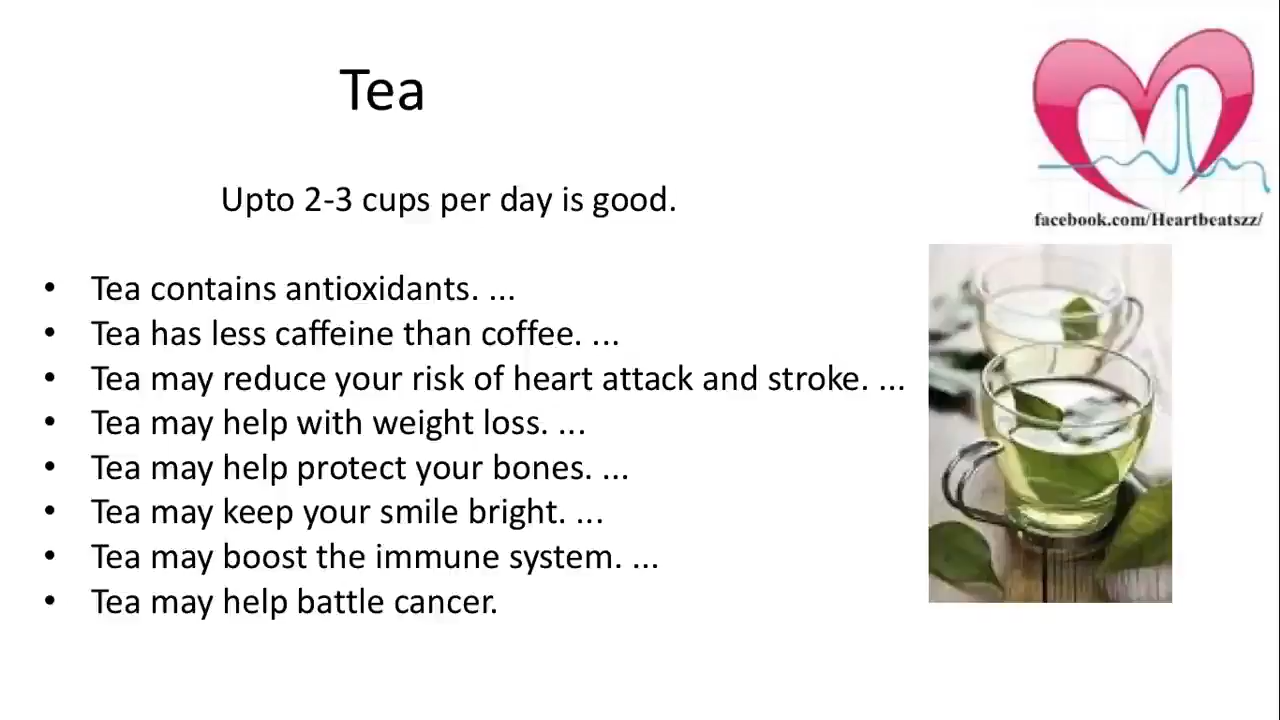 Tea
facebook.com/Heartbeatszz/
Upto 2-3 cups per day is good.
• Tea contains antioxidants. ...
• Tea has less caffeine than coffee. ...
• Tea may reduce your risk of heart attack and stroke. ...
• Tea may help with weight loss. ...
• Tea may help protect your bones. ...
• Tea may keep your smile bright. ...
• Tea may boost the immune system. ...
• Tea may help battle cancer.